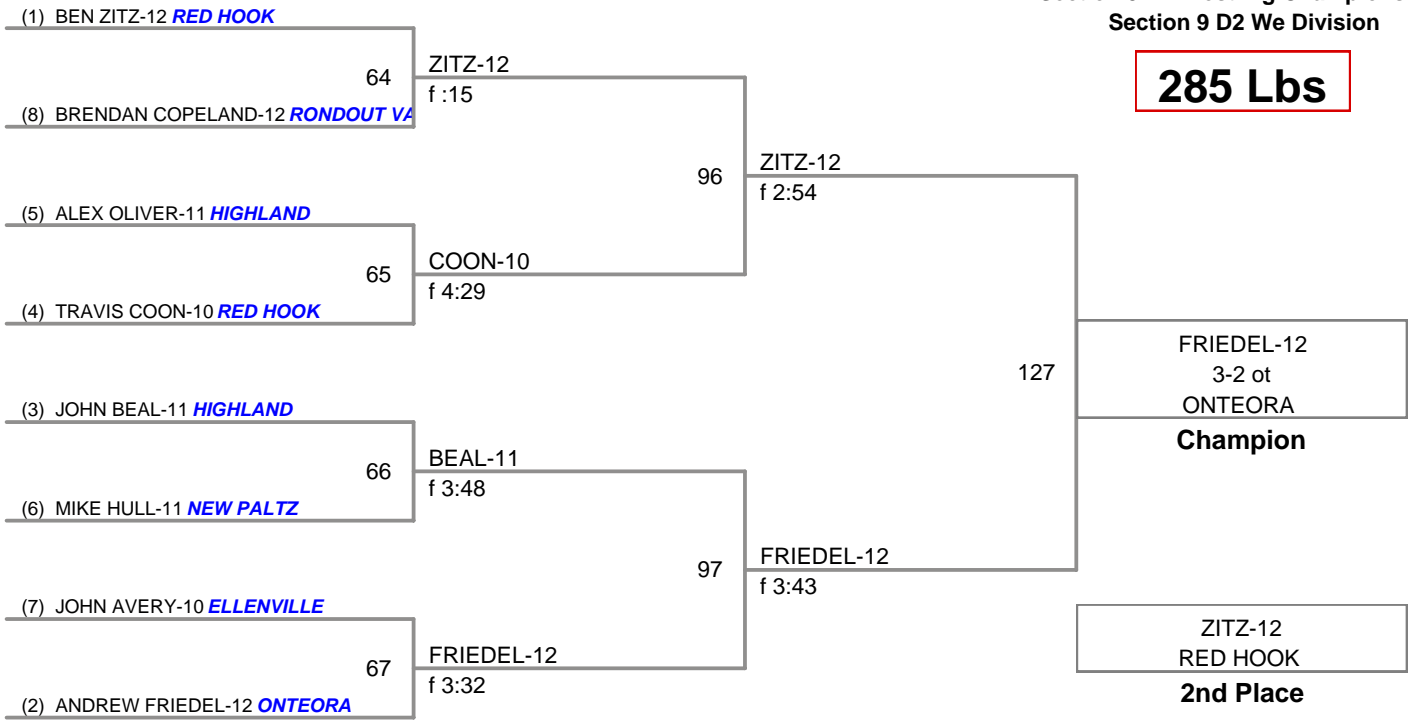 Section 9 D2 We Division
285 Lbs
(1) BEN ZITZ-12 RED HOOK
64
ZITZ-12
f :15
(8) BRENDAN COPELAND-12 RONDOUT VA
96
ZITZ-12
f 2:54
(5) ALEX OLIVER-11 HIGHLAND
65
COON-10
f 4:29
(4) TRAVIS COON-10 RED HOOK
127
FRIEDEL-12
3-2 ot
ONTEORA
Champion
(3) JOHN BEAL-11 HIGHLAND
66
BEAL-11
f 3:48
(6) MIKE HULL-11 NEW PALTZ
97
FRIEDEL-12
f 3:43
(7) JOHN AVERY-10 ELLENVILLE
67
FRIEDEL-12
f 3:32
(2) ANDREW FRIEDEL-12 ONTEORA
ZITZ-12
RED HOOK
2nd Place